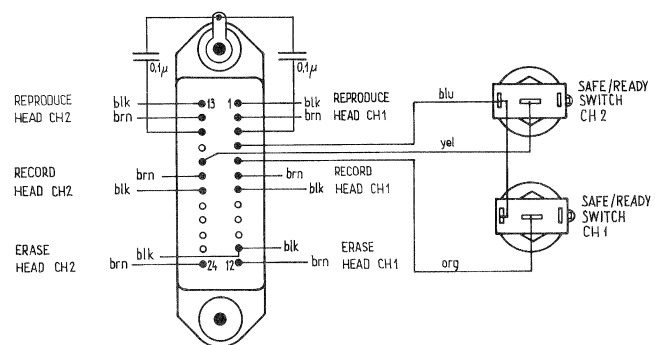 0,1µ
0,1µ
REPRODUCE
HEAD CH2
blk
brn
13
1
blk
brn
REPRODUCE
HEAD CH1
blu
SAFE/READY
SWITCH
CH 2
yel
RECORD
HEAD CH2
brn
blk
brn
blk
RECORD
HEAD CH1
SAFE/READY
SWITCH
CH 1
ERASE
HEAD CH2
blk
brn
24
12
blk
brn
ERASE
HEAD CH1
org